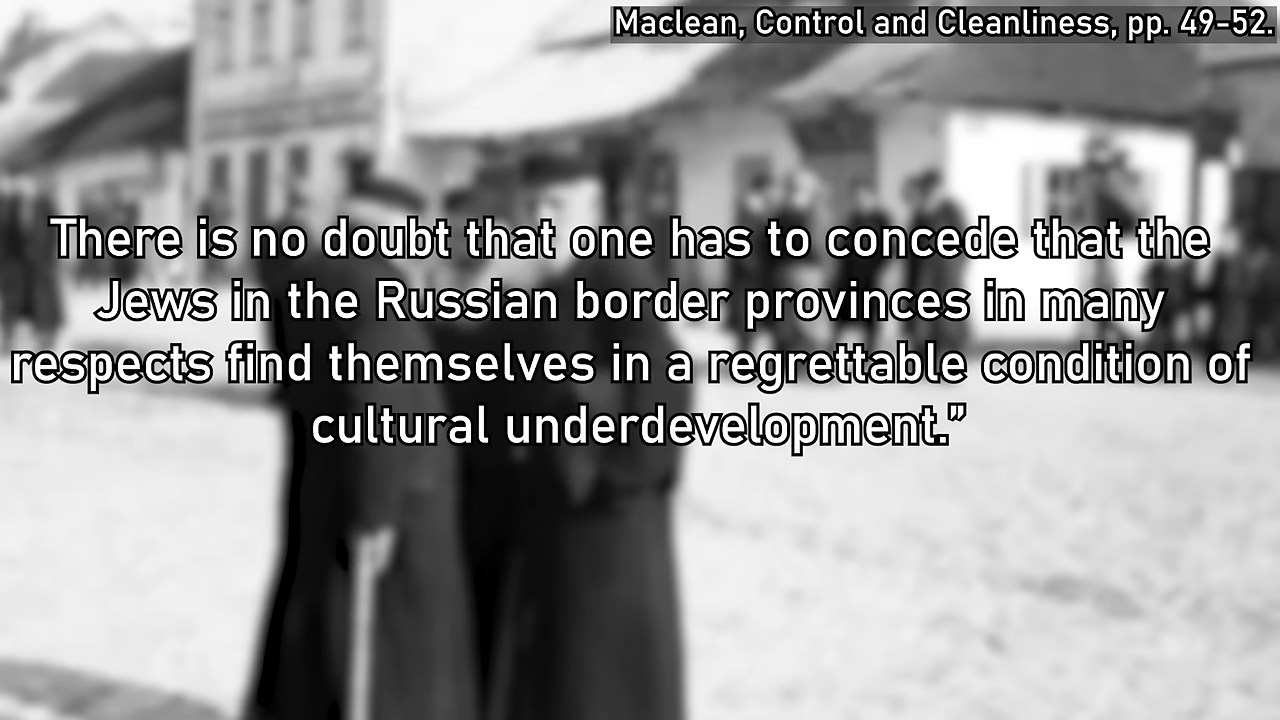 Maclean, Control and Cleanliness, pp. 49-52.
There is no doubt that one has to concede that the
Jews in the Russian border provinces in many
respects find themselves in a regrettable condition of
cultural underdevelopment.”